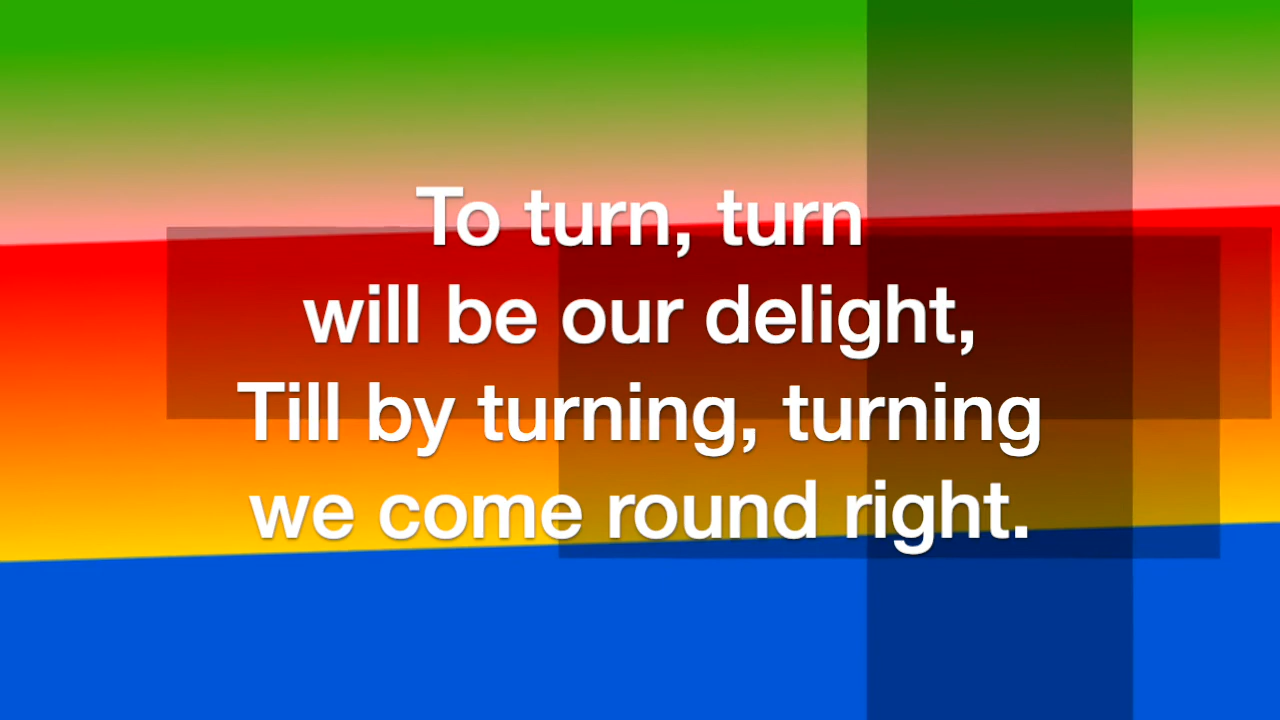 To turn, turn
will be our delight,
Till by turning, turning
we come round right.